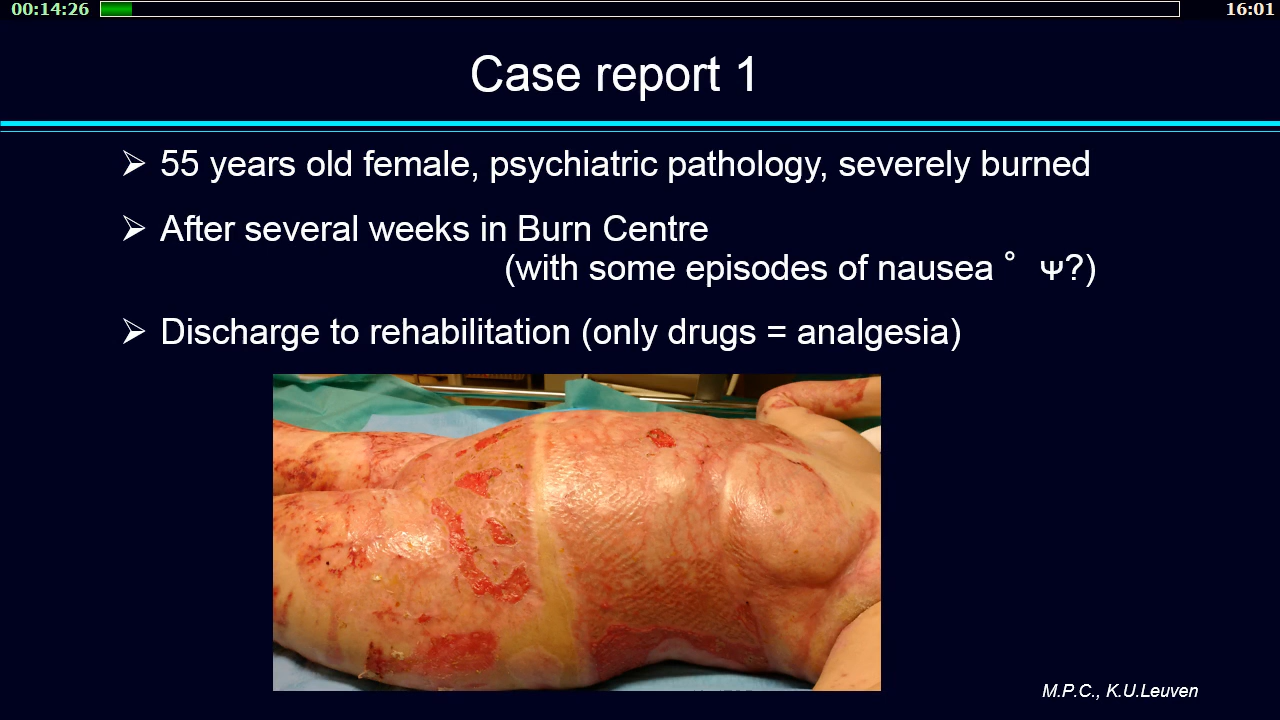 00:14:26
16:01
Case report 1
➢ 55 years old female, psychiatric pathology, severely burned
➢ After several weeks in Burn Centre
(with some episodes of nausea ° ψ?)
➢ Discharge to rehabilitation (only drugs = analgesia)
M.P.C., K.U.Leuven